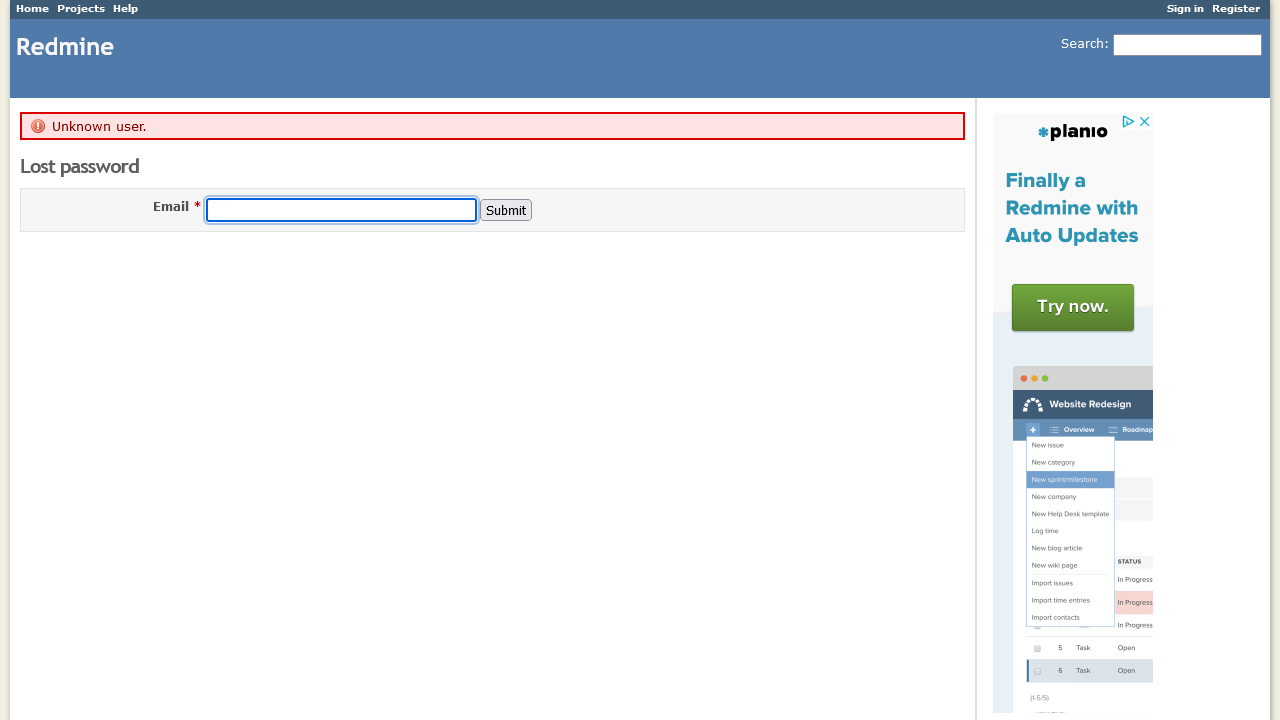 Home Projects Help
Sign in Register
Redmine
Search:
Unknown user.
Lost password
Email *
Submit
planio
Finally a
Redmine with
Auto Updates
Try now.
Website Redesign
+ Overview Roadmap
New issue
New category
New sprint/milestone
New company
New Help Desk template
Log time
New blog article
New wiki page
STATUS
Import issues
In Progress
Import time entries
In Progress
Import contacts
In Progress
5 Task Open
6 Task Open
(1-5/5)